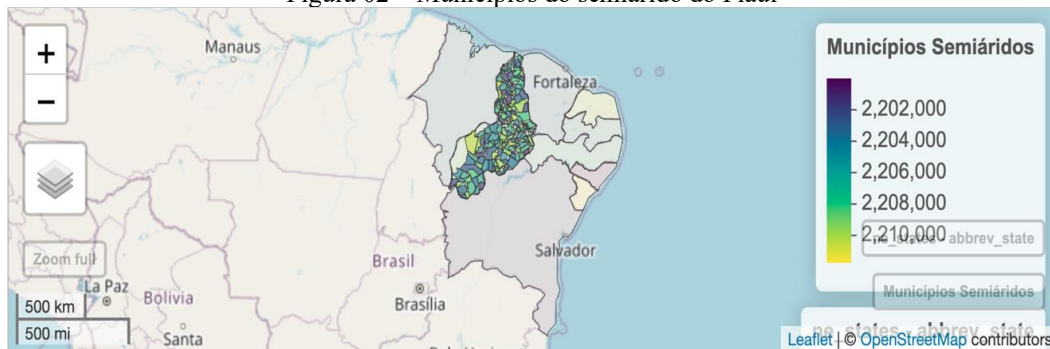 Figura 02 – Municípios do semiárido do Piauí
+
−
Zoom full
500 km
500 mi
Manaus
Fortaleza
Salvador
Brasil
Brasília
La Paz
Bolivia
Santa
Municípios Semiáridos
2,202,000
2,204,000
2,206,000
2,208,000
2,210,000
ne_states - abbrev_state
Municípios Semiáridos
ne_states - abbrev_state
Leaflet | © OpenStreetMap contributors